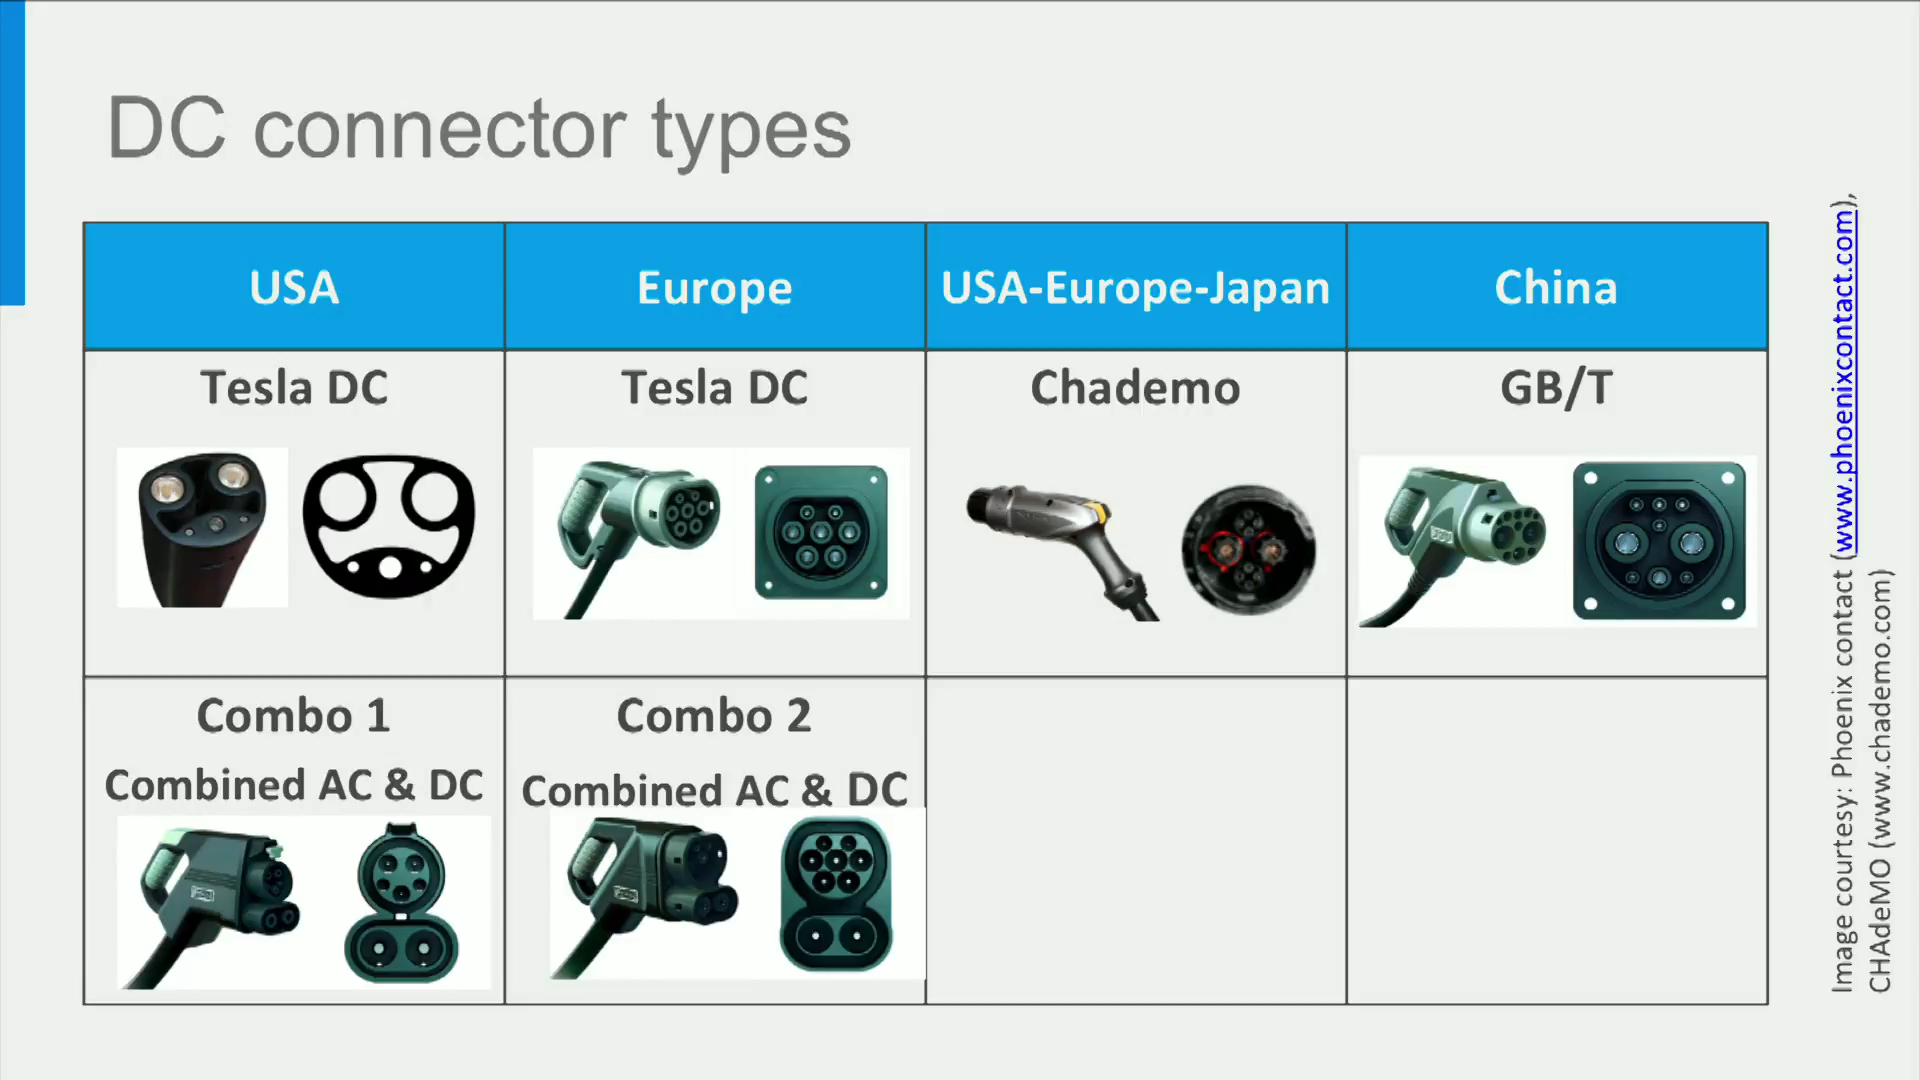 DC connector types
USA
Europe
USA-Europe-Japan
China
Tesla DC
Tesla DC
Chademo
GB/T
Combo 1
Combined AC & DC
Combo 2
Combined AC & DC
Image courtesy: Phoenix contact (www.phoenixcontact.com),
CHAdeMO (www.chademo.com)